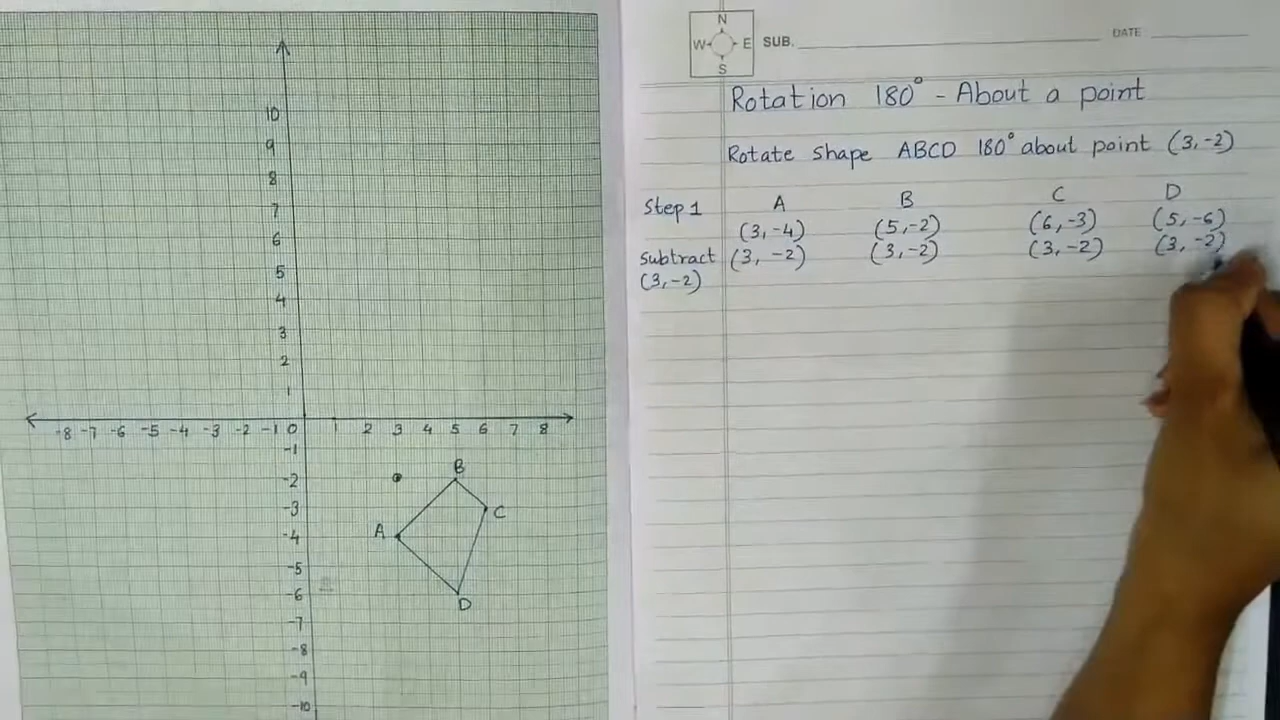 N
W E SUB. DATE
S
Rotation 180° - About a point
Rotate shape ABCD 180° about point (3,-2)
Step 1 A B C D
(3,-4) (5,-2) (6,-3) (5,-6)
subtract (3, -2) (3,-2) (3,-2) (3, -2)
(3,-2)
10
9
8
7
6
5
4
3
2
1
-8 -7 -6 -5 -4 -3 -2 -1 0 1 2 3 4 5 6 7 8
-1
B
-2
-3 C
A
-4
-5
-6
D
-7
-8
-9
-10